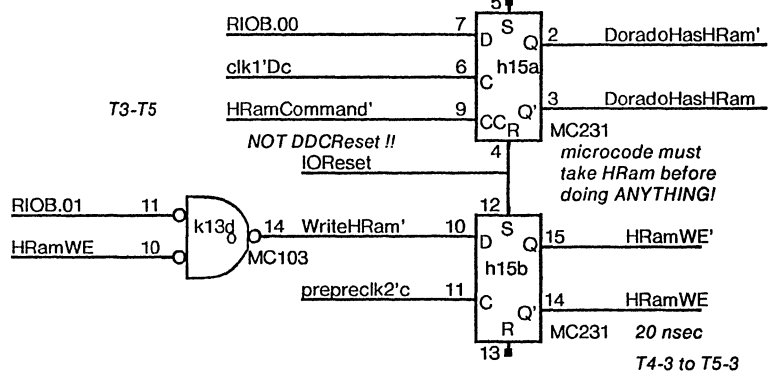 5
RIOB.00 7 D S Q 2 DoradoHasHRam'
clk1'Dc 6 C h15a
T3-T5
HRamCommand' 9 CC R Q' 3 DoradoHasHRam
NOT DDCReset !! 4 MC231
IOReset
microcode must
take HRam before
doing ANYTHING!
12
RIOB.01 11 k13d 14 WriteHRam' 10 D S Q 15 HRamWE'
o
HRamWE 10 MC103 h15b
prepreclk2'c 11 C Q' 14 HRamWE
R MC231 20 nsec
13
T4-3 to T5-3